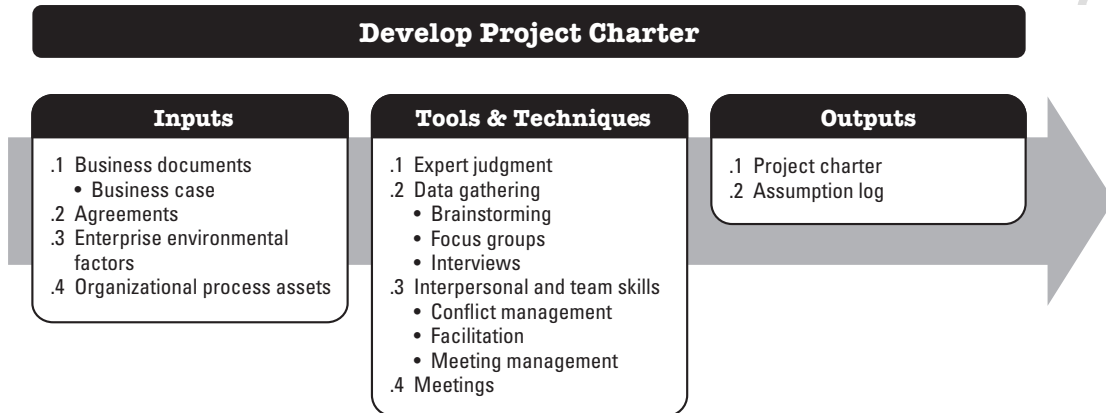 Develop Project Charter
Inputs
.1 Business documents
• Business case
.2 Agreements
.3 Enterprise environmental
factors
.4 Organizational process assets
Tools & Techniques
.1 Expert judgment
.2 Data gathering
• Brainstorming
• Focus groups
• Interviews
.3 Interpersonal and team skills
• Conflict management
• Facilitation
• Meeting management
.4 Meetings
Outputs
.1 Project charter
.2 Assumption log